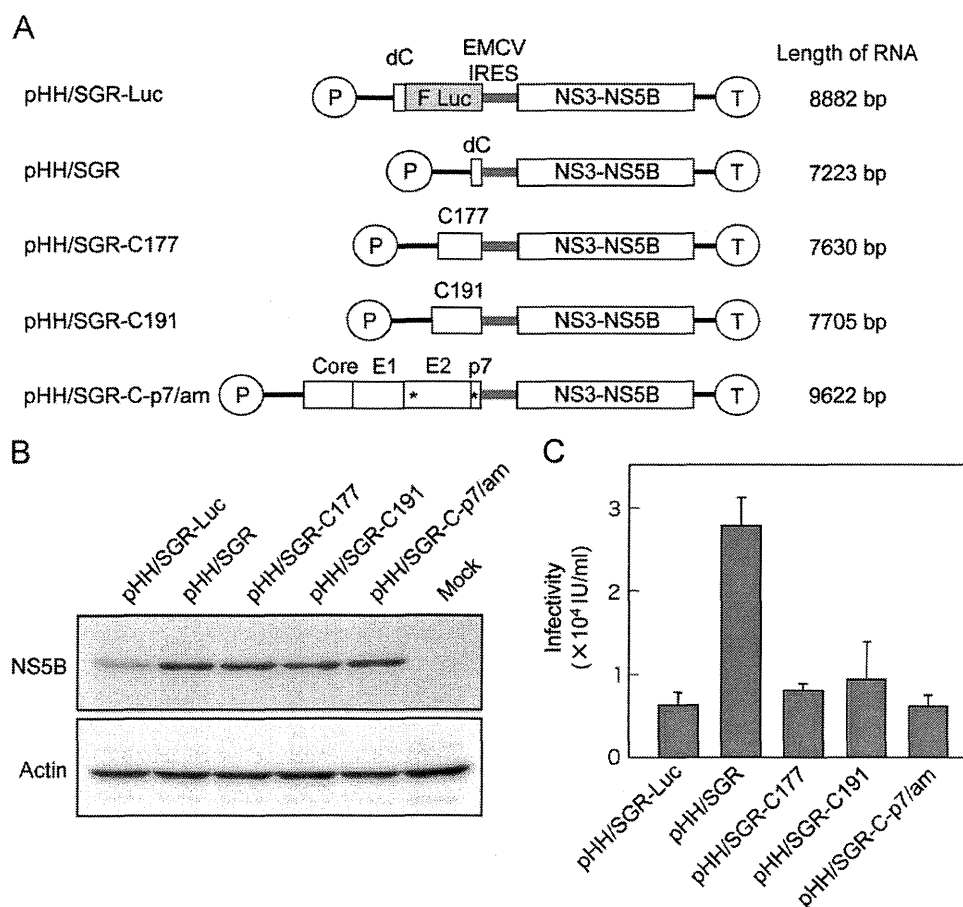 A
Length of RNA
pHH/SGR-Luc
P
dC
F Luc
EMCV
IRES
NS3-NS5B
T
8882 bp
pHH/SGR
P
dC
NS3-NS5B
T
7223 bp
pHH/SGR-C177
P
C177
NS3-NS5B
T
7630 bp
pHH/SGR-C191
P
C191
NS3-NS5B
T
7705 bp
pHH/SGR-C-p7/am
P
Core
E1
E2
p7
*
*
NS3-NS5B
T
9622 bp
B
pHH/SGR-Luc
pHH/SGR
pHH/SGR-C177
pHH/SGR-C191
pHH/SGR-C-p7/am
Mock
NS5B
Actin
C
Infectivity
(×10⁴ IU/ml)
3
2
1
0
pHH/SGR-Luc
pHH/SGR
pHH/SGR-C177
pHH/SGR-C191
pHH/SGR-C-p7/am